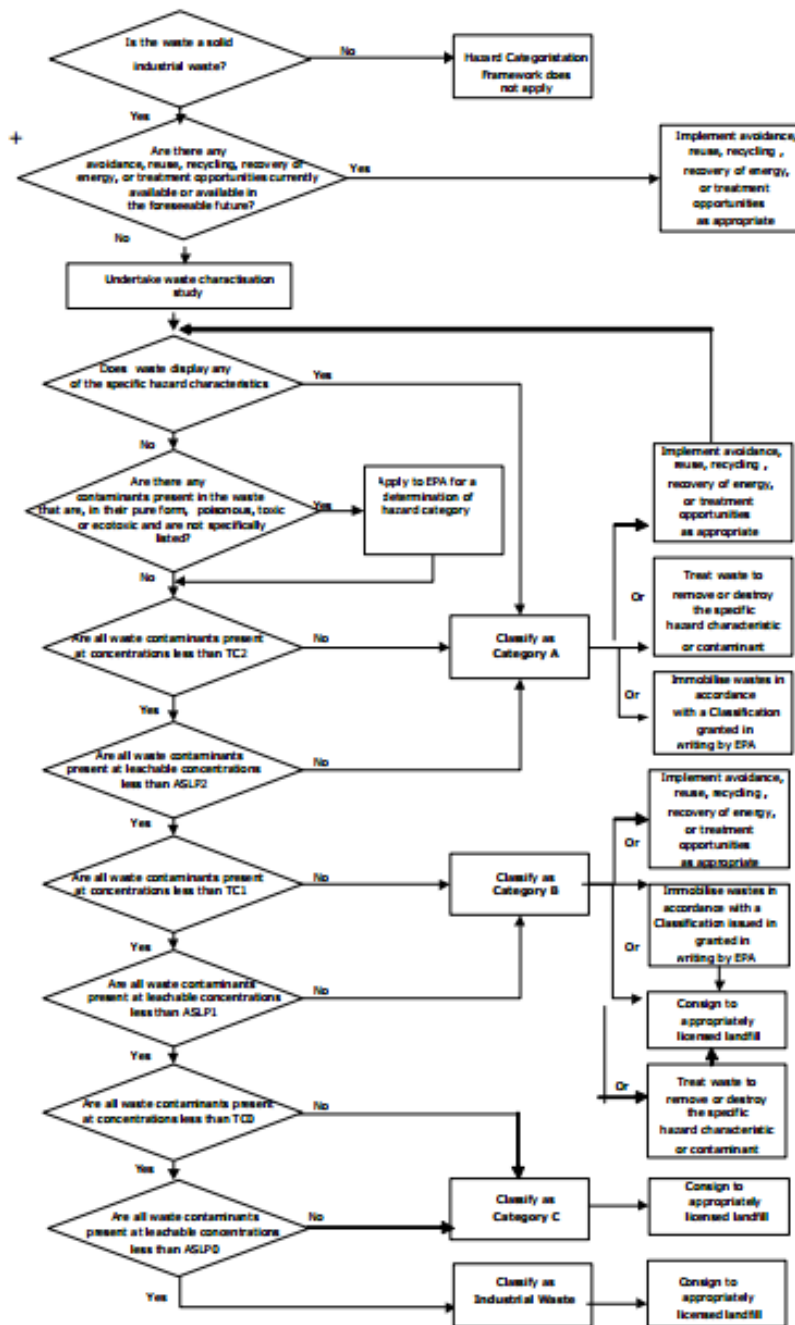 Is the waste a solid
industrial waste?
No
Hazard Categoristation
Framework does
not apply
Yes
+
Are there any
avoidance, reuse, recycling, recovery of
energy, or treatment opportunities currently
available or available in
the foreseeable future?
Yes
Implement avoidance,
reuse, recycling ,
recovery of energy,
or treatment
opportunities
as appropriate
No
Undertake waste charactisation
study
Does waste display any
of the specific hazard characteristics
Yes
No
Are there any
contaminants present in the waste
that are, in their pure form, poisonous, toxic
or ecotoxic and are not specifically
listed?
Yes
Apply to EPA for a
determination of
hazard category
Implement avoidance,
reuse, recycling ,
recovery of energy,
or treatment
opportunities
as appropriate
No
Are all waste contaminants present
at concentrations less than TC2
No
Classify as
Category A
Or
Treat waste to
remove or destroy
the specific
hazard characteristic
or contaminant
Or
Immobilise wastes in
accordance
with a Classification
granted in
writing by EPA
Yes
Are all waste contaminants
present at leachable concentrations
less than ASLP2
No
Yes
Are all waste contaminants present
at concentrations less than TC1
No
Classify as
Category B
Implement avoidance,
reuse, recycling ,
recovery of energy,
or treatment
opportunities
as appropriate
Or
Immobilise wastes in
accordance with a
Classification issued in
granted in
writing by EPA
Or
Yes
Are all waste contaminants
present at leachable concentrations
less than ASLP1
No
Consign to
appropriately
licensed landfill
Or
Treat waste to
remove or destroy
the specific
hazard characteristic
or contaminant
Yes
Are all waste contaminants present
at concentrations less than TC0
No
Yes
Are all waste contaminants
present at leachable concentrations
less than ASLP0
No
Classify as
Category C
Consign to
appropriately
licensed landfill
Yes
Classify as
Industrial Waste
Consign to
appropriately
licensed landfill